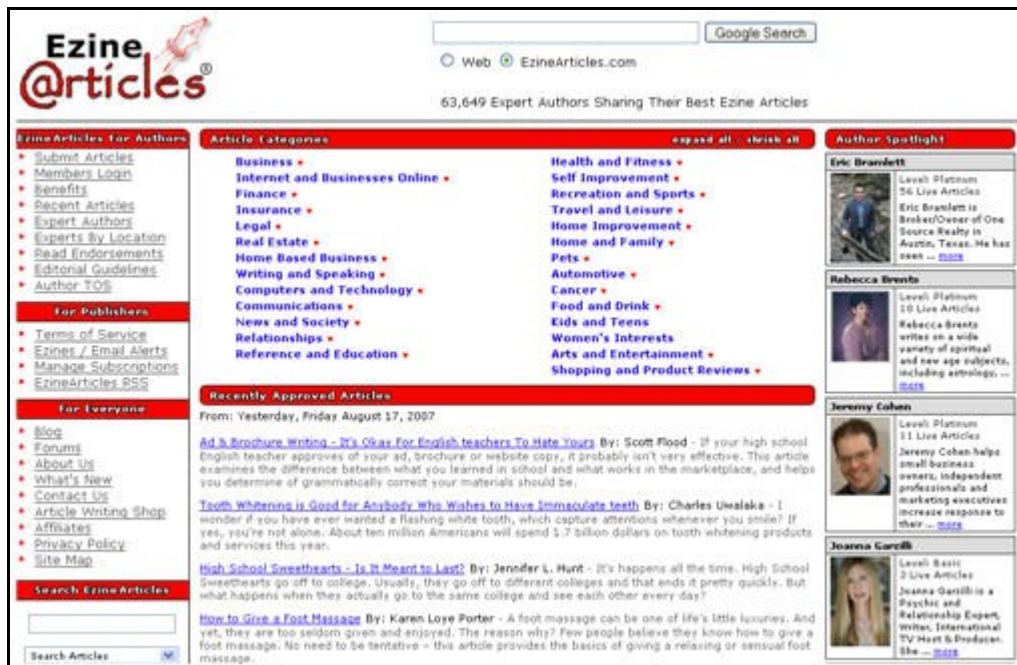 Ezine
@rticles®
Google Search
Web EzineArticles.com
63,649 Expert Authors Sharing Their Best Ezine Articles
EzineArticles For Authors
Submit Articles
Members Login
Benefits
Recent Articles
Expert Authors
Experts By Location
Read Endorsements
Editorial Guidelines
Author TOS
For Publishers
Terms of Service
Ezines / Email Alerts
Manage Subscriptions
EzineArticles RSS
For Everyone
Blog
Forums
About Us
What's New
Contact Us
Article Writing Shop
Affiliates
Privacy Policy
Site Map
Search EzineArticles
Search Articles
Article Categories expand all - shrink all
Business
Internet and Businesses Online
Finance
Insurance
Legal
Real Estate
Home Based Business
Writing and Speaking
Computers and Technology
Communications
News and Society
Relationships
Reference and Education
Health and Fitness
Self Improvement
Recreation and Sports
Travel and Leisure
Home Improvement
Home and Family
Pets
Automotive
Cancer
Food and Drink
Kids and Teens
Women's Interests
Arts and Entertainment
Shopping and Product Reviews
Recently Approved Articles
From: Yesterday, Friday August 17, 2007
Ad & Brochure Writing - It's Okay For English teachers To Hate Yours By: Scott Flood - If your high school
English teacher approves of your ad, brochure or website copy, it probably isn't very effective. This article
examines the difference between what you learned in school and what works in the marketplace, and helps
you determine of grammatically correct your materials should be.
Tooth Whitening is Good for Anybody Who Wishes to Have Immaculate teeth By: Charles Uwalaka - I
wonder if you have ever wanted a flashing white tooth, which capture attentions whenever you smile? If
yes, you're not alone. About ten million Americans will spend 1.7 billion dollars on tooth whitening products
and services this year.
High School Sweethearts - Is It Meant to Last? By: Jennifer L. Hunt - It's happens all the time. High School
Sweethearts go off to college. Usually, they go off to different colleges and that ends it pretty quickly. But
what happens when they actually go to the same college and see each other every day?
How to Give a Foot Massage By: Karen Loye Porter - A foot massage can be one of life's little luxuries. And
yet, they are too seldom given and enjoyed. The reason why? Few people believe they know how to give a
foot massage. No need to be tentative – this article provides the basics of giving a relaxing or sensual foot
massage.
Author Spotlight
Eric Bramlett
Level: Platinum
56 Live Articles
Eric Bramlett is
Broker/Owner of One
Source Realty in
Austin, Texas. He has
been ... more
Rebecca Brents
Level: Platinum
18 Live Articles
Rebecca Brents
writes on a wide
variety of spiritual
and new age subjects,
including astrology, ...
more
Jeremy Cohen
Level: Platinum
11 Live Articles
Jeremy Cohen helps
small business
owners, independent
professionals and
marketing executives
increase response to
their ... more
Joanna Garzilli
Level: Basic
3 Live Articles
Joanna Garzilli is a
Psychic and
Relationship Expert,
Writer, International
TV Host & Producer.
She ... more